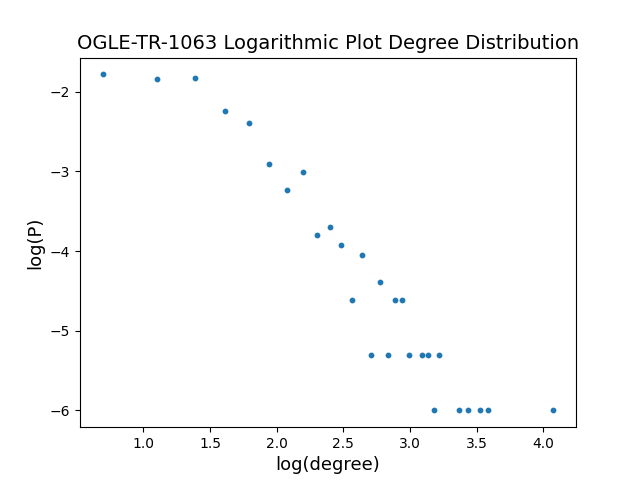 OGLE-TR-1063 Logarithmic Plot Degree Distribution
−2
−3
−4
−5
−6
log(P)
1.0 1.5 2.0 2.5 3.0 3.5 4.0
log(degree)